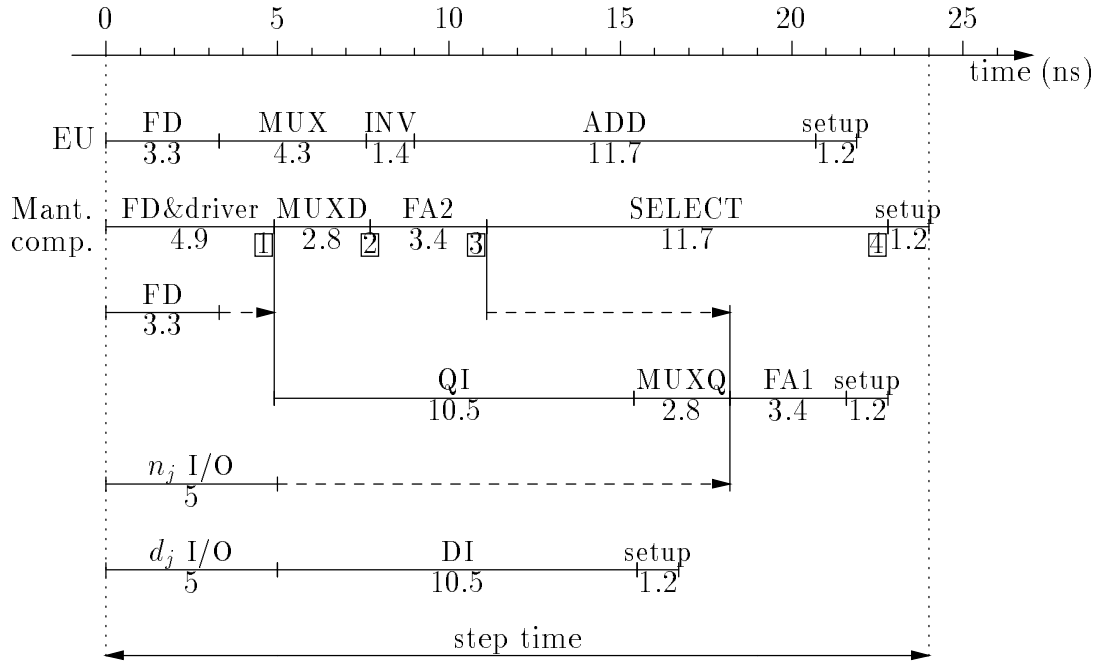 0 5 10 15 20 25
time (ns)
FD MUX INV ADD setup
EU
3.3 4.3 1.4 11.7 1.2
Mant. FD&driver MUXD FA2 SELECT setup
comp. 4.9 1 2.8 2 3.4 3 11.7 4 1.2
FD
3.3
QI MUXQ FA1 setup
10.5 2.8 3.4 1.2
n_j I/O
5
d_j I/O DI setup
5 10.5 1.2
step time